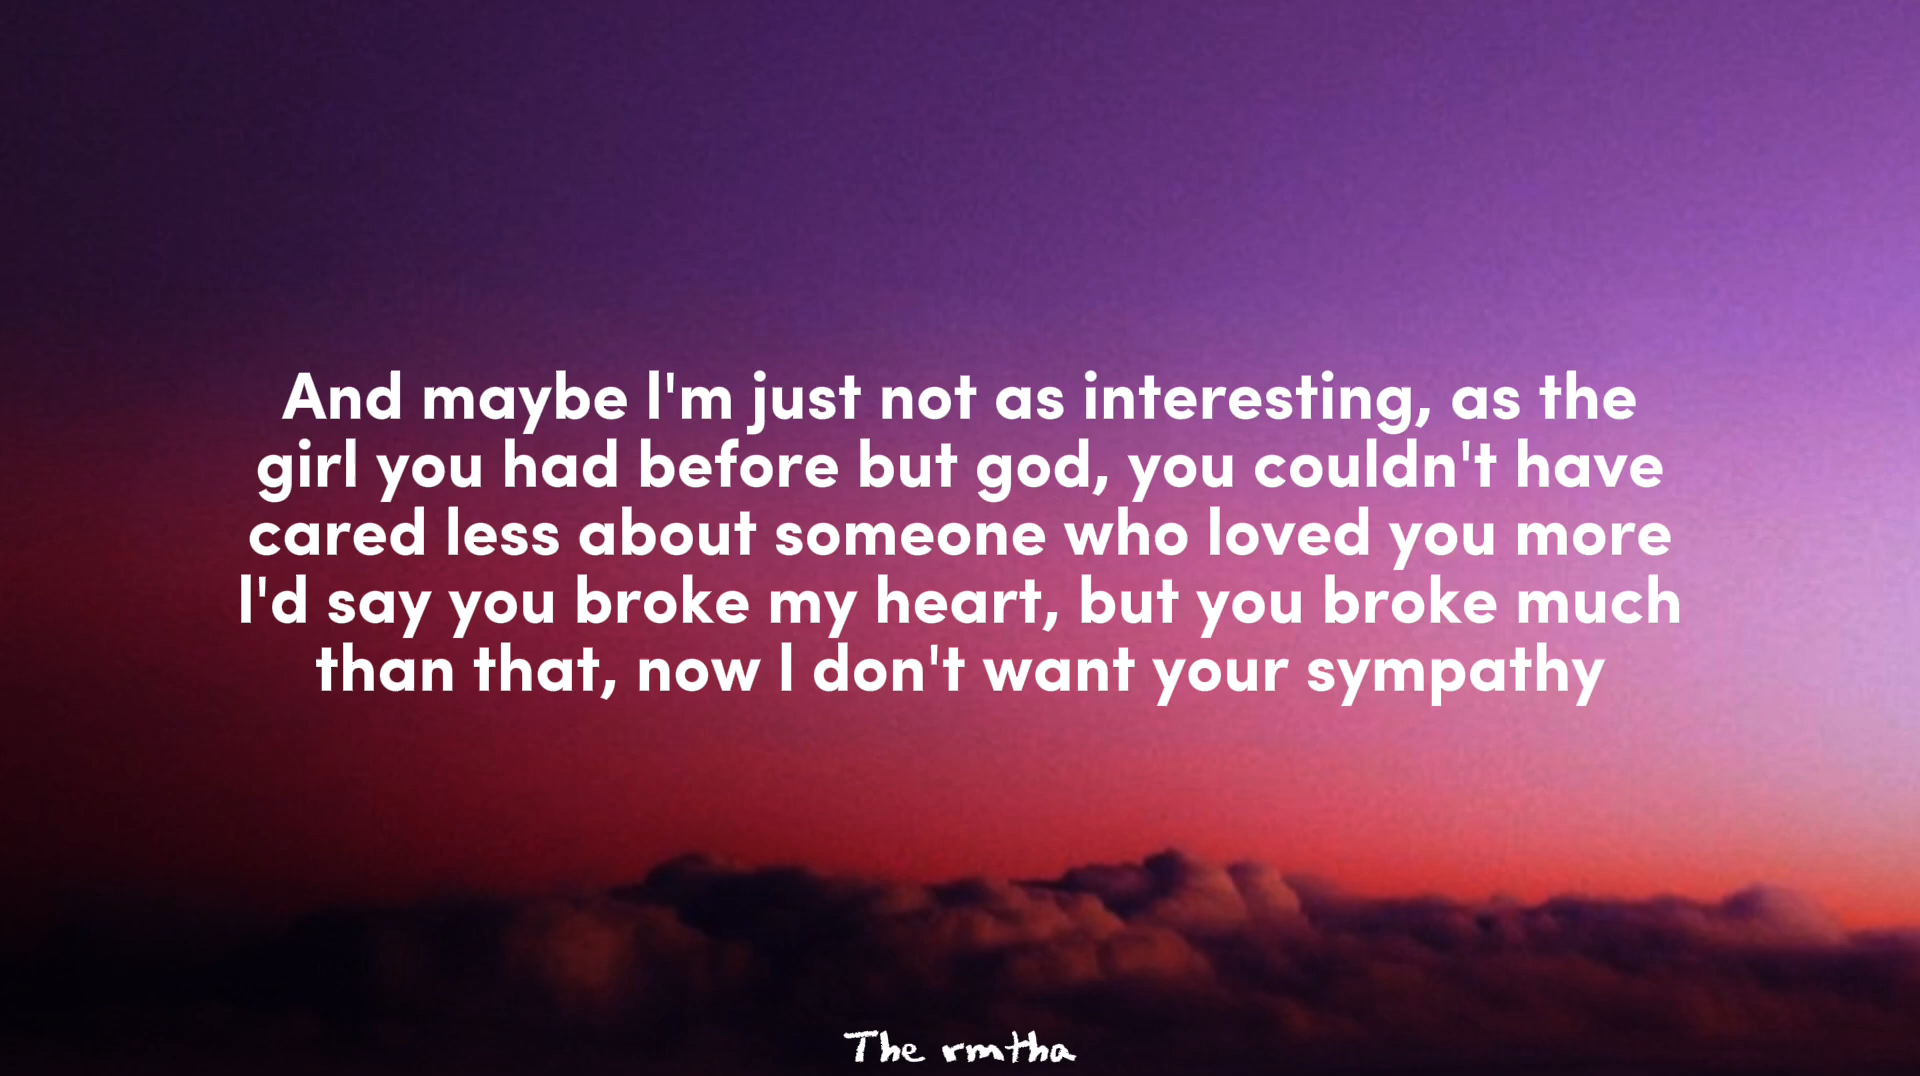 And maybe I'm just not as interesting, as the
girl you had before but god, you couldn't have
cared less about someone who loved you more
I'd say you broke my heart, but you broke much
than that, now I don't want your sympathy
The rmtha